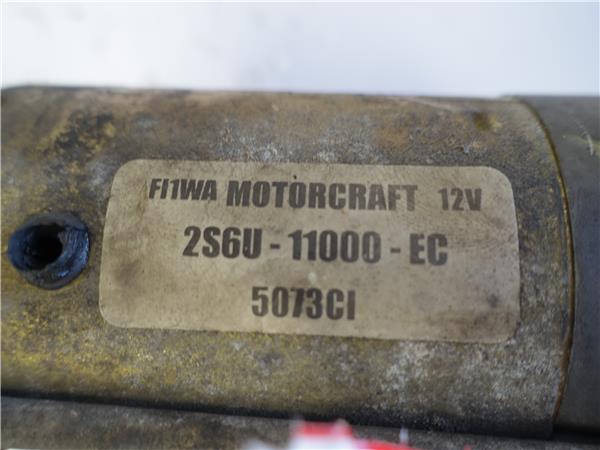 FI1WA MOTORCRAFT 12V
2S6U - 11000 - EC
5073CI